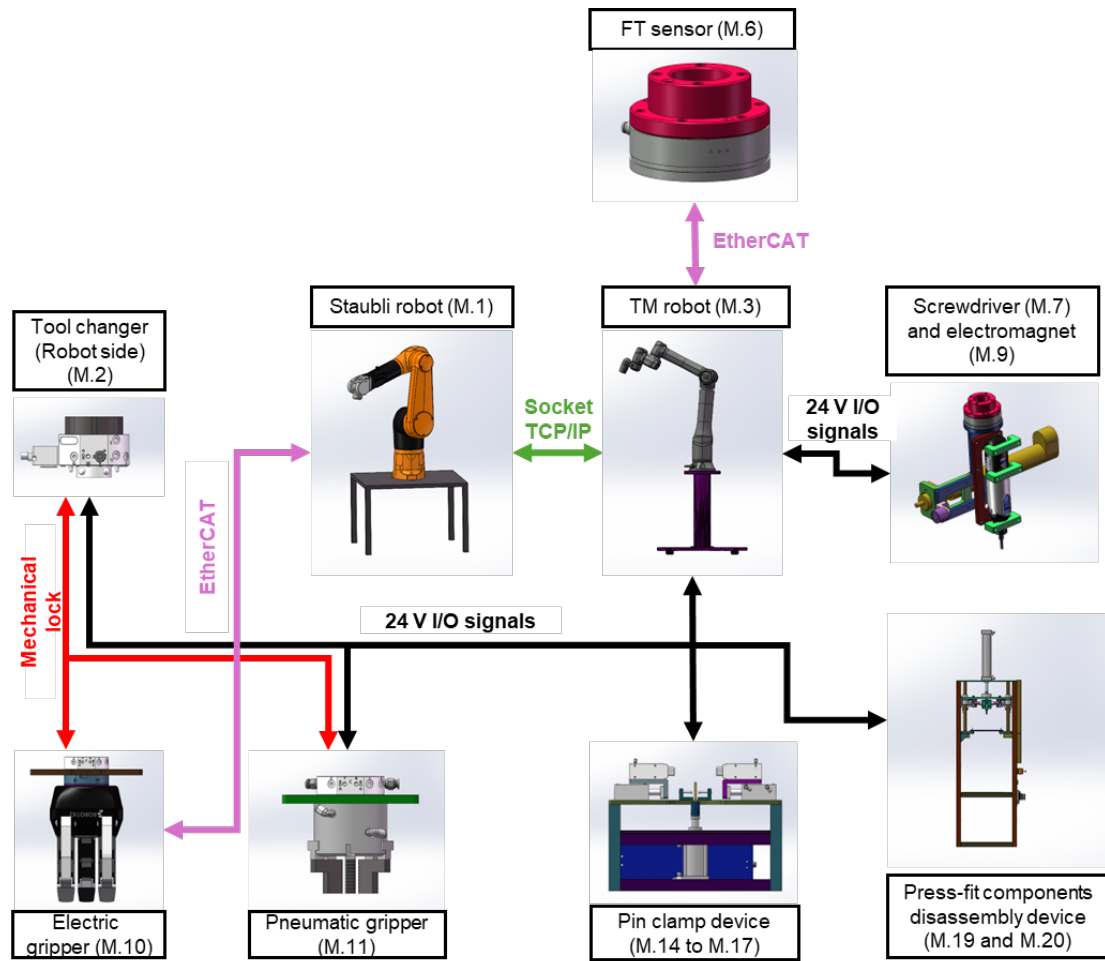 FT sensor (M.6)
EtherCAT
Staubli robot (M.1)
TM robot (M.3)
Screwdriver (M.7)
and electromagnet
(M.9)
Tool changer
(Robot side)
(M.2)
Socket
TCP/IP
24 V I/O
signals
EtherCAT
Mechanical
lock
24 V I/O signals
ROBOTIQ
Electric
gripper (M.10)
Pneumatic gripper
(M.11)
Pin clamp device
(M.14 to M.17)
Press-fit components
disassembly device
(M.19 and M.20)